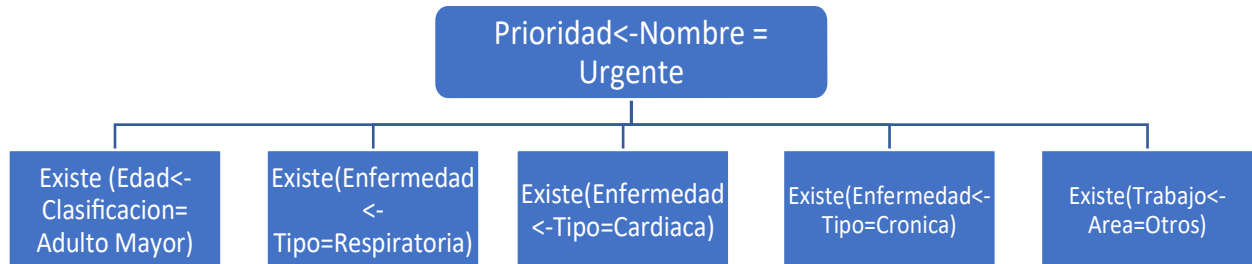 Prioridad<-Nombre =
Urgente
Existe (Edad<-
Clasificacion=
Adulto Mayor)
Existe(Enfermedad
<-
Tipo=Respiratoria)
Existe(Enfermedad
<-Tipo=Cardiaca)
Existe(Enfermedad<-
Tipo=Cronica)
Existe(Trabajo<-
Area=Otros)